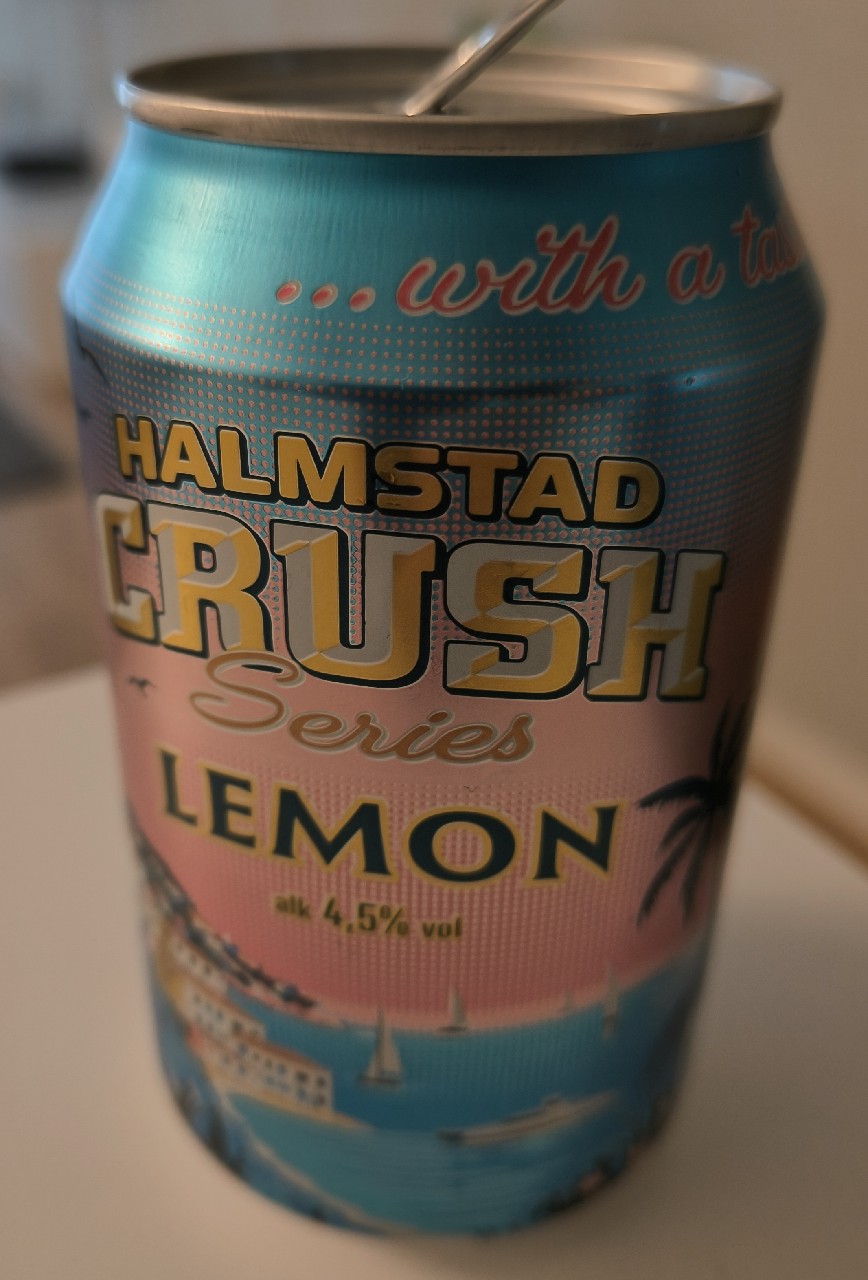 ...with a
HALMSTAD
CRUSH
Series
LEMON
alk 4,5% vol